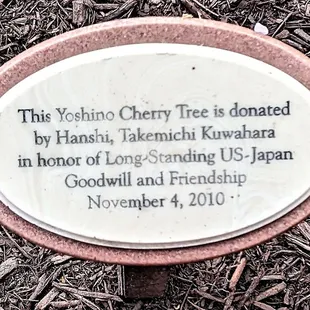 This Yoshino Cherry Tree is donated
by Hanshi, Takemichi Kuwahara
in honor of Long-Standing US-Japan
Goodwill and Friendship
November 4, 2010